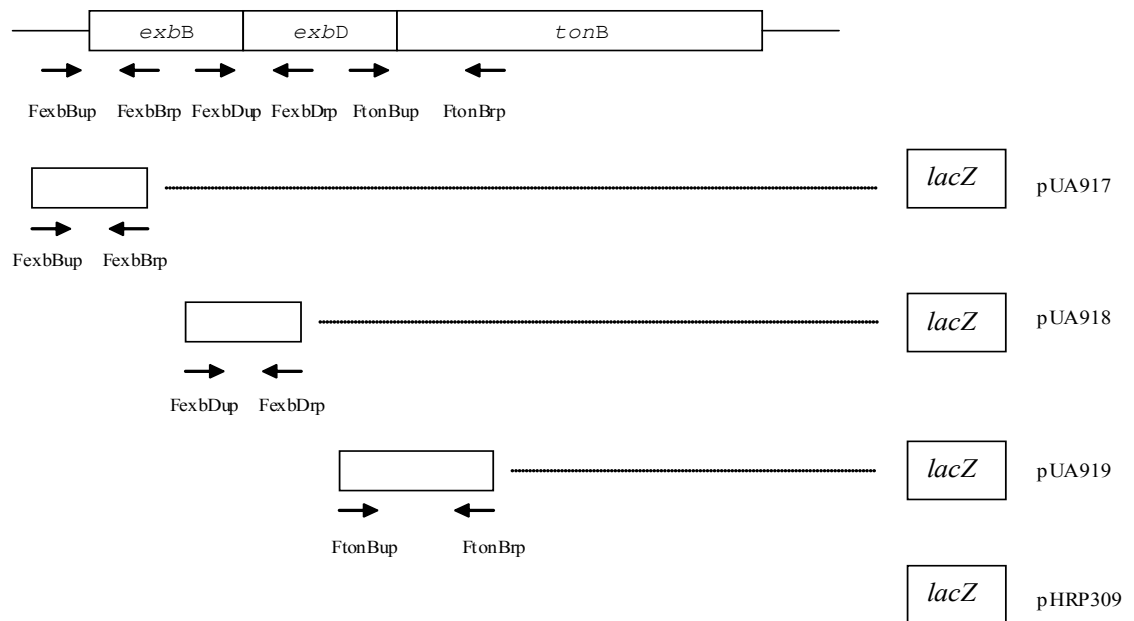 exbB exbD tonB
FexbBup FexbBrp FexbDup FexbDrp FtonBup FtonBrp
lacZ pUA917
FexbBup FexbBrp
lacZ pUA918
FexbDup FexbDrp
lacZ pUA919
FtonBup FtonBrp
lacZ pHRP309